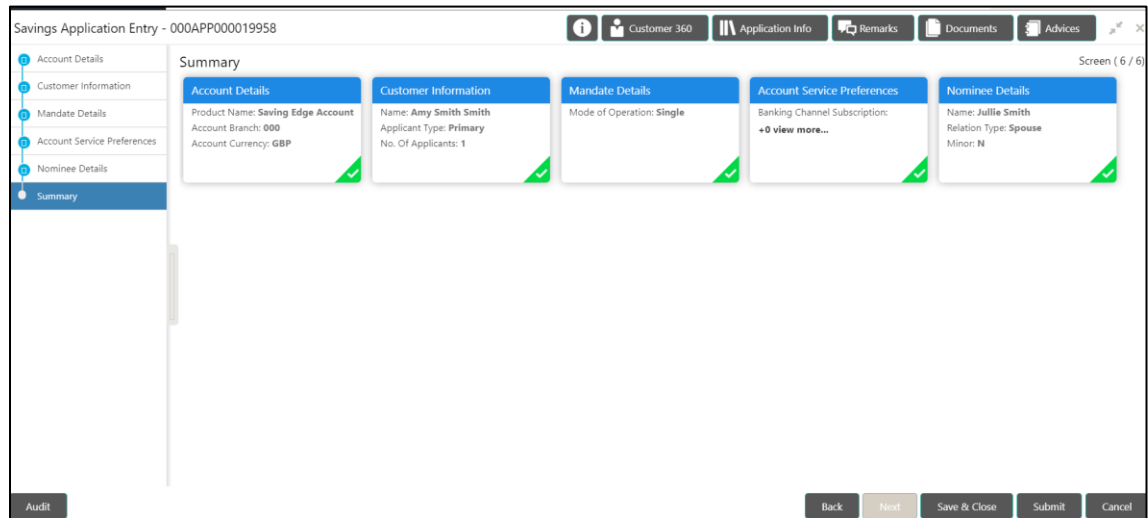 Savings Application Entry - 000APP000019958
Customer 360
Application Info
Remarks
Documents
Advices
Account Details
Customer Information
Mandate Details
Account Service Preferences
Nominee Details
Summary
Summary
Screen ( 6 / 6)
Account Details
Product Name: Saving Edge Account
Account Branch: 000
Account Currency: GBP
Customer Information
Name: Amy Smith Smith
Applicant Type: Primary
No. Of Applicants: 1
Mandate Details
Mode of Operation: Single
Account Service Preferences
Banking Channel Subscription:
+0 view more...
Nominee Details
Name: Jullie Smith
Relation Type: Spouse
Minor: N
Audit
Back
Next
Save & Close
Submit
Cancel